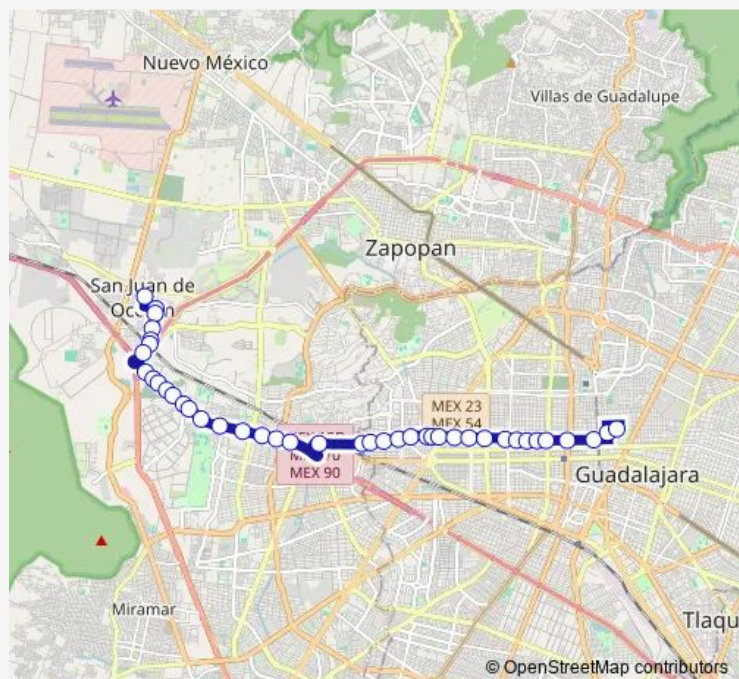 Nuevo México
Villas de Guadalupe
Zapopan
San Juan de
MEX 23
MEX 54
MEX 90
Guadalajara
Miramar
Tlaqu
© OpenStreetMap contributors